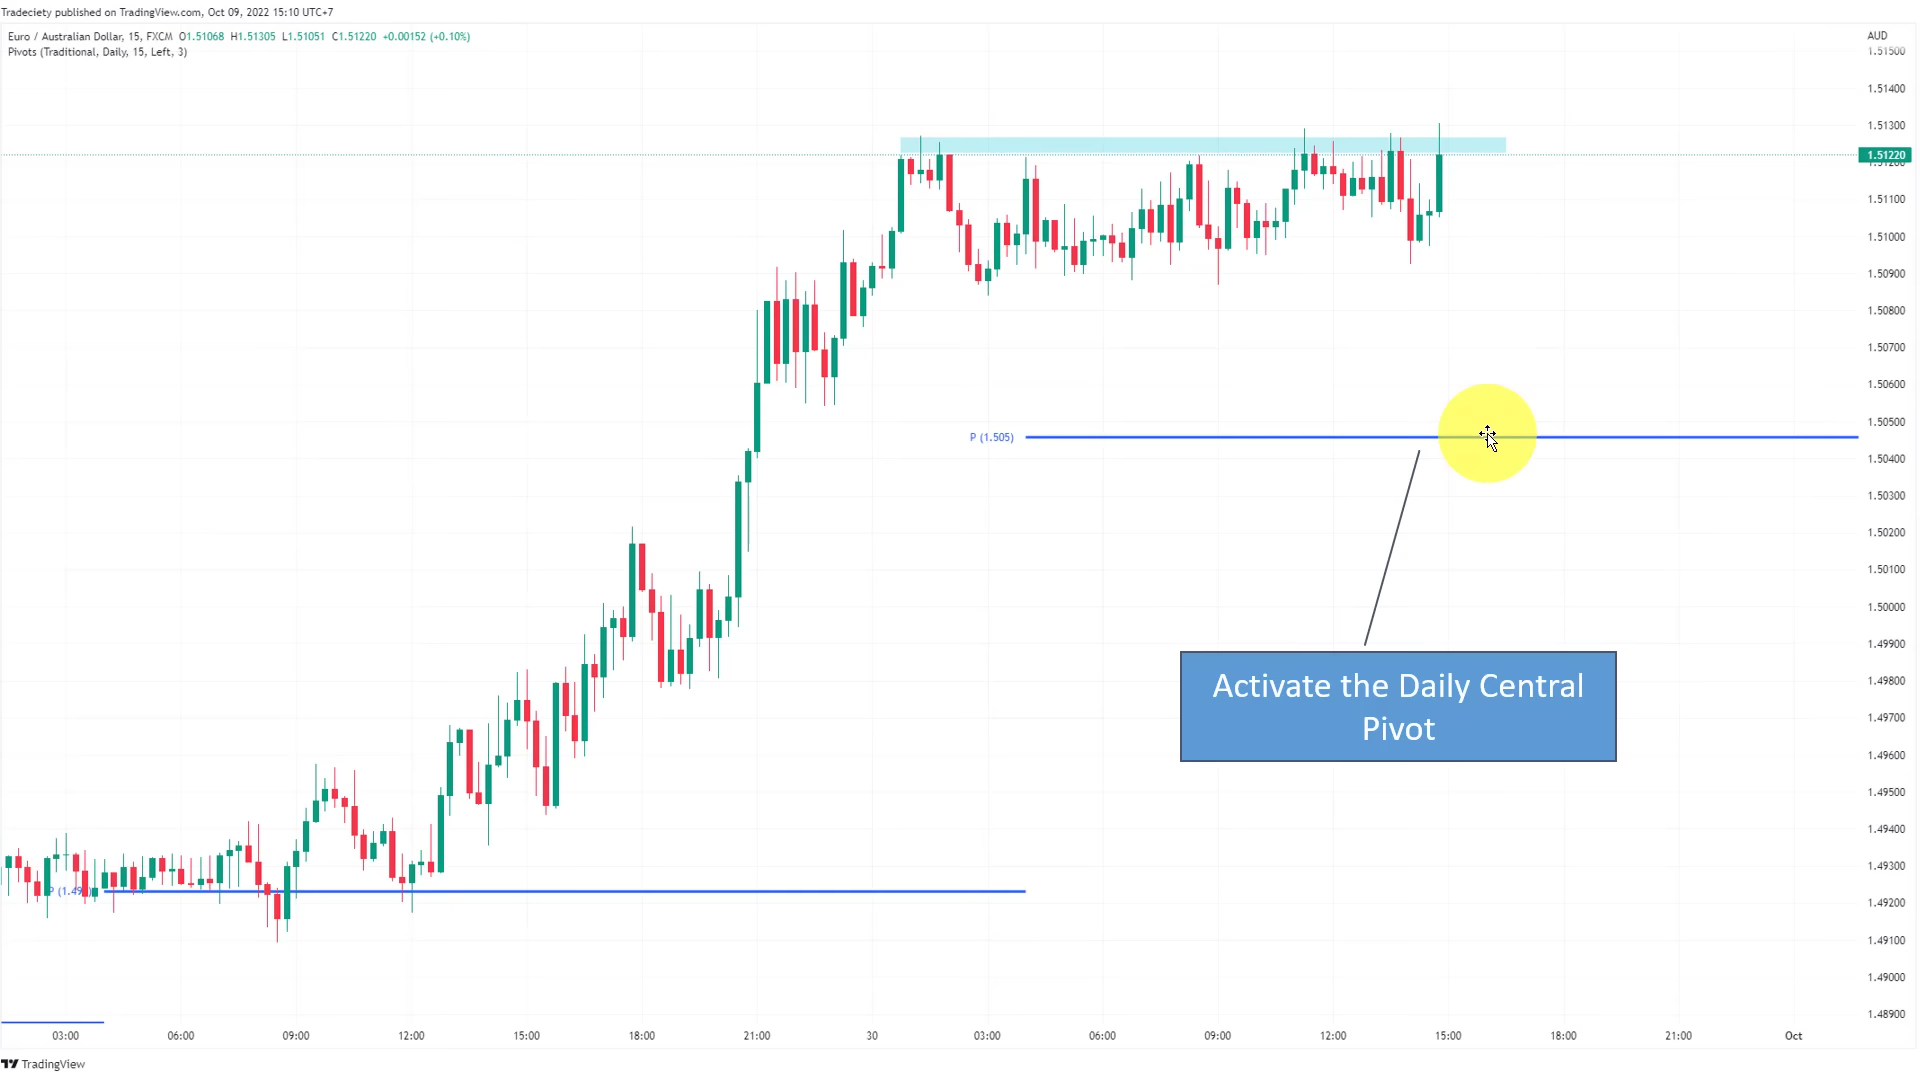 Tradeciety published on TradingView.com, Oct 09, 2022 15:10 UTC+7
Euro / Australian Dollar, 15, FXCM O1.51068 H1.51305 L1.51051 C1.51220 +0.00152 (+0.10%)
Pivots (Traditional, Daily, 15, Left, 3)
AUD
1.51500
1.51400
1.51300
1.51220
1.51200
1.51100
1.51000
1.50900
1.50800
1.50700
1.50600
1.50500
P (1.505)
1.50400
1.50300
1.50200
1.50100
1.50000
1.49900
1.49800
Activate the Daily Central
Pivot
1.49700
1.49600
1.49500
1.49400
1.49300
P (1.49
1.49200
1.49100
1.49000
1.48900
03:00 06:00 09:00 12:00 15:00 18:00 21:00 30 03:00 06:00 09:00 12:00 15:00 18:00 21:00 Oct
TradingView